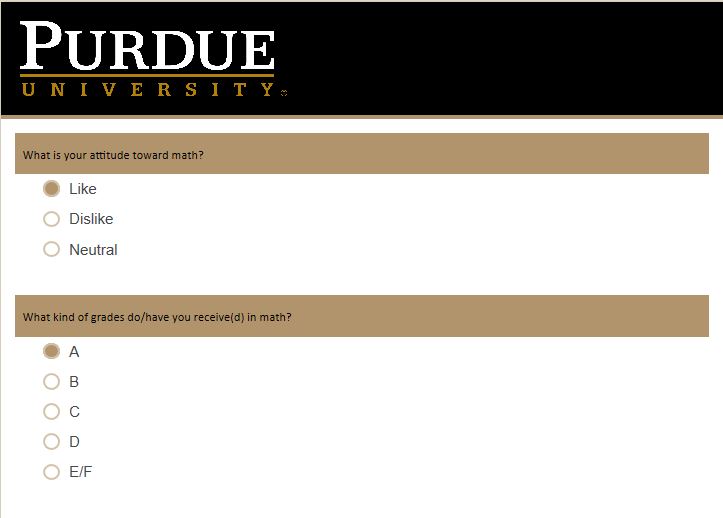 PURDUE
UNIVERSITY
What is your attitude toward math?
Like
Dislike
Neutral
What kind of grades do/have you receive(d) in math?
A
B
C
D
E/F